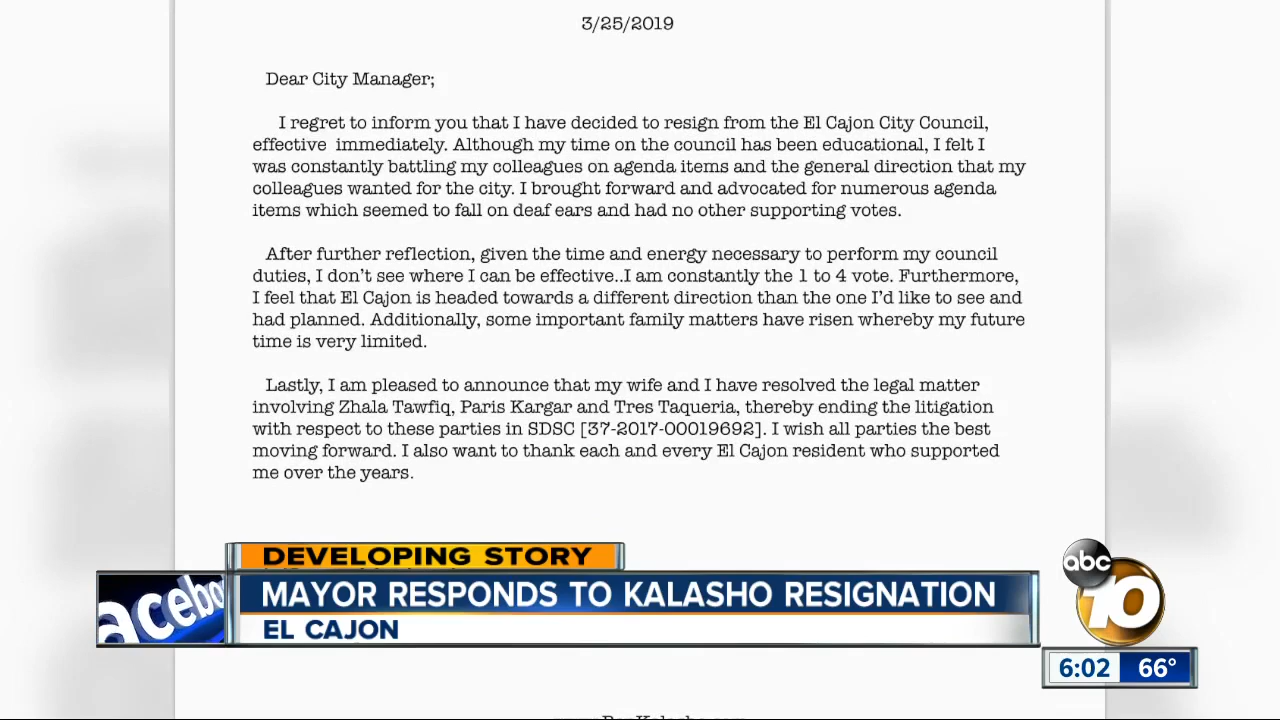 3/25/2019
Dear City Manager;
I regret to inform you that I have decided to resign from the El Cajon City Council,
effective  immediately. Although my time on the council has been educational, I felt I
was constantly battling my colleagues on agenda items and the general direction that my
colleagues wanted for the city. I brought forward and advocated for numerous agenda
items which seemed to fall on deaf ears and had no other supporting votes.
After further reflection, given the time and energy necessary to perform my council
duties, I don't see where I can be effective..I am constantly the 1 to 4 vote. Furthermore,
I feel that El Cajon is headed towards a different direction than the one I'd like to see and
had planned. Additionally, some important family matters have risen whereby my future
time is very limited.
Lastly, I am pleased to announce that my wife and I have resolved the legal matter
involving Zhala Tawfiq, Paris Kargar and Tres Taqueria, thereby ending the litigation
with respect to these parties in SDSC [37-2017-00019692]. I wish all parties the best
moving forward. I also want to thank each and every El Cajon resident who supported
me over the years.
DEVELOPING STORY
MAYOR RESPONDS TO KALASHO RESIGNATION
EL CAJON
acebo
abc
10
6:02 66°